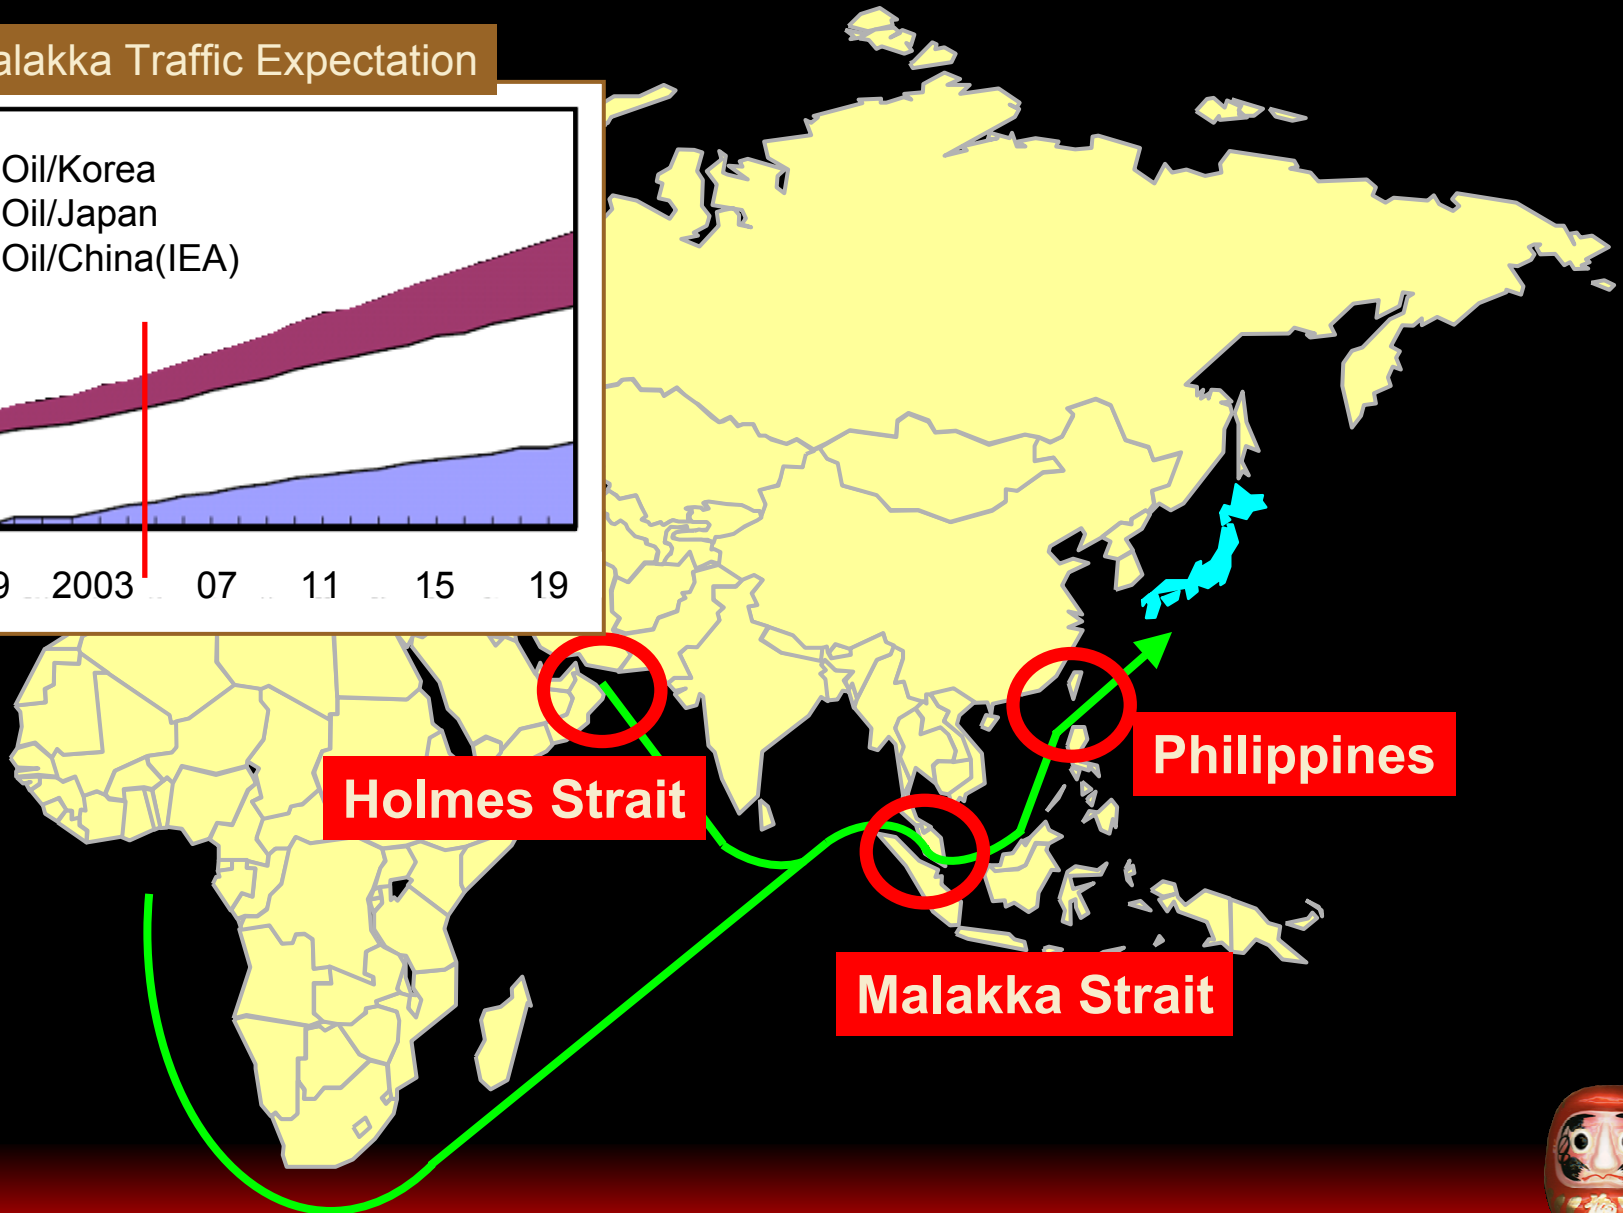 alakka Traffic Expectation
Oil/Korea
Oil/Japan
Oil/China(IEA)
9 2003 07 11 15 19
Holmes Strait
Philippines
Malakka Strait